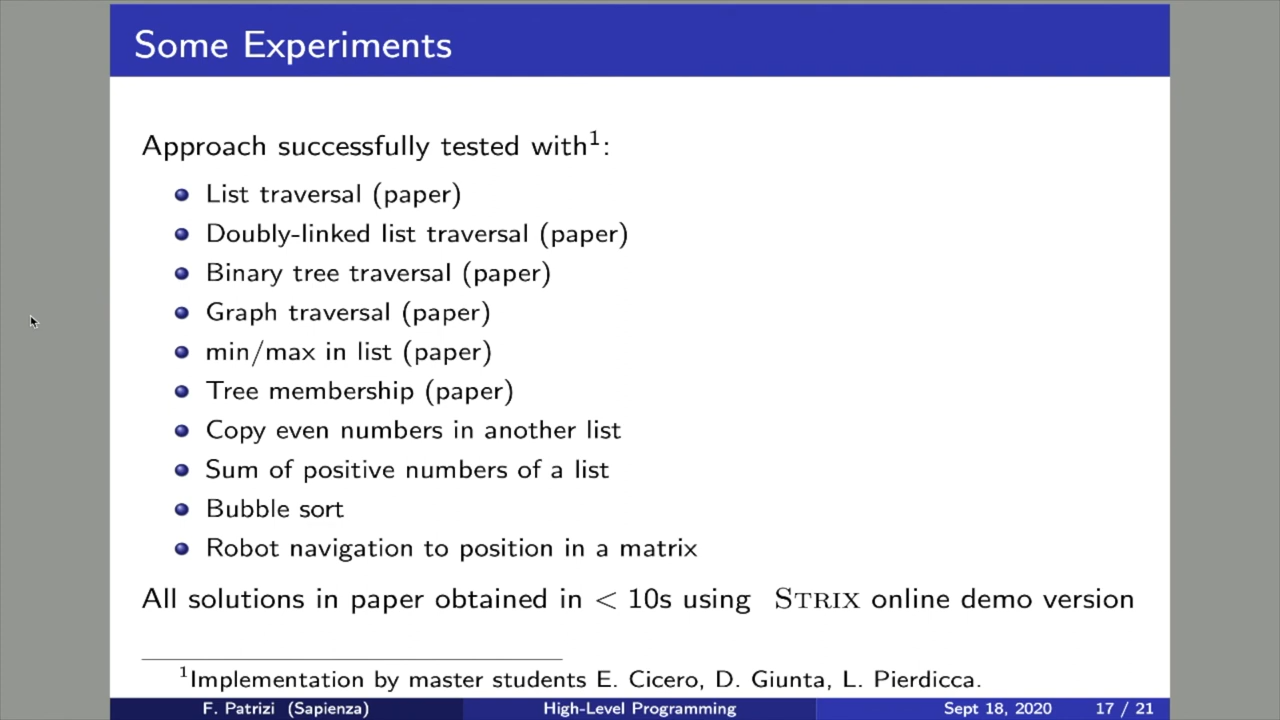 Some Experiments
Approach successfully tested with¹:
List traversal (paper)
Doubly-linked list traversal (paper)
Binary tree traversal (paper)
Graph traversal (paper)
min/max in list (paper)
Tree membership (paper)
Copy even numbers in another list
Sum of positive numbers of a list
Bubble sort
Robot navigation to position in a matrix
All solutions in paper obtained in < 10s using STRIX online demo version
¹Implementation by master students E. Cicero, D. Giunta, L. Pierdicca.
F. Patrizi (Sapienza) High-Level Programming Sept 18, 2020 17 / 21